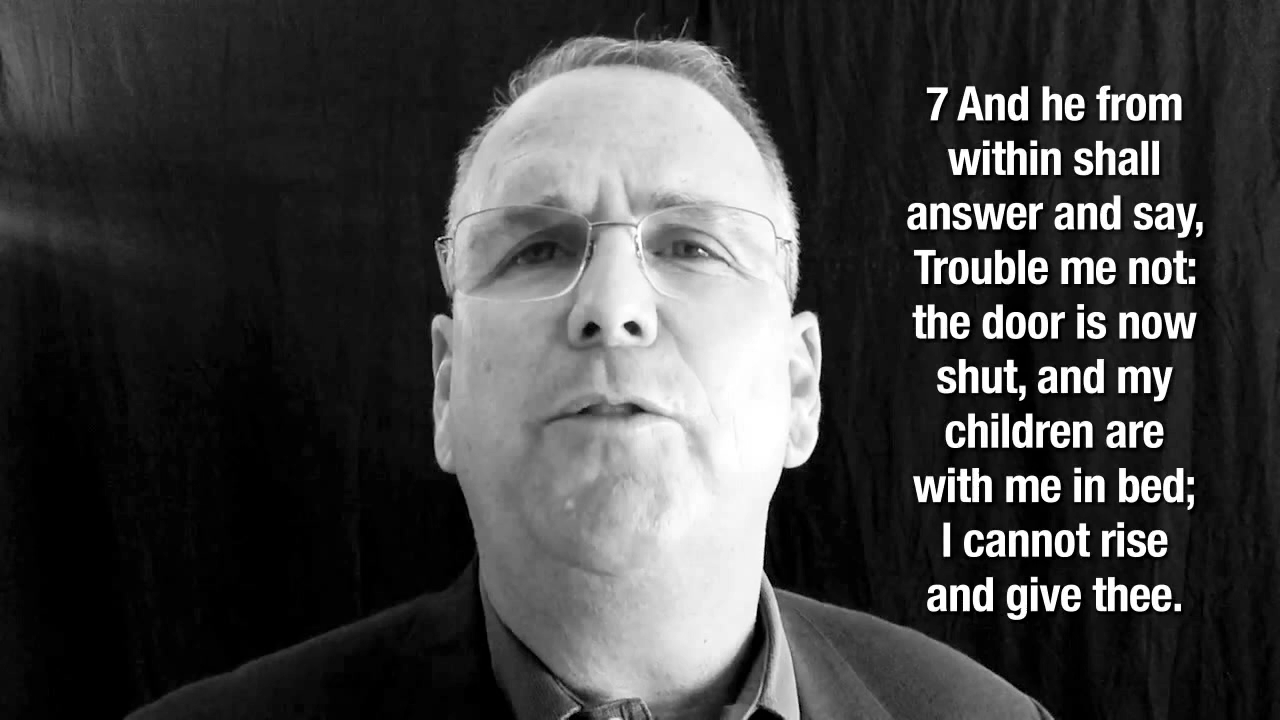 7 And he from
within shall
answer and say,
Trouble me not:
the door is now
shut, and my
children are
with me in bed;
I cannot rise
and give thee.